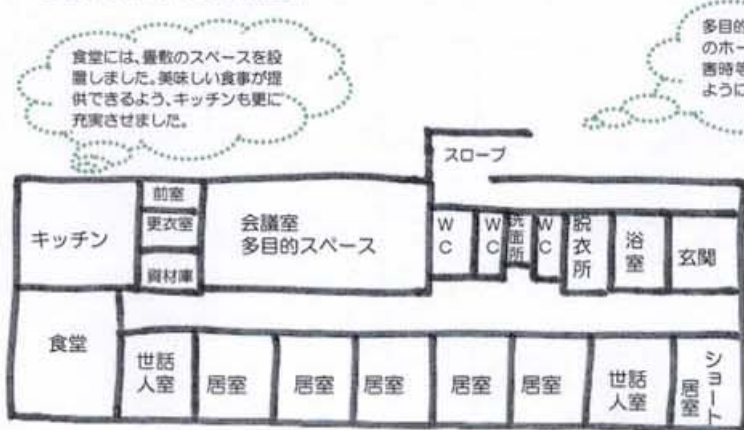 食堂には、畳敷のスペースを設
置しました。美味しい食事が提
供できるよう、キッチンも更に
充実させました。
多目的
のホー
害時等
ように
スロープ
キッチン
前室
更衣室
資材庫
会議室
多目的スペース
WC
WC
洗面所
WC
脱衣所
浴室
玄関
食堂
世話
人室
居室
居室
居室
居室
居室
世話
人室
ショート
居室